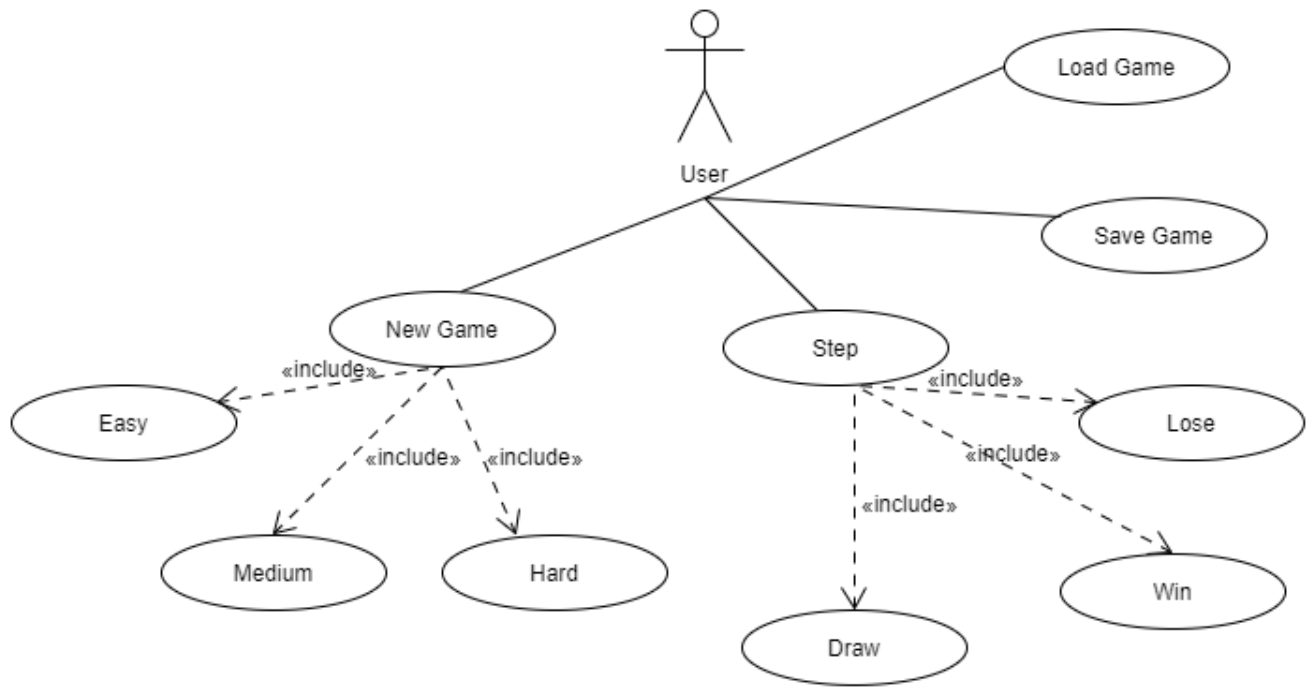 Load Game
User
Save Game
New Game
Step
«include»
«include»
Easy
Lose
«include»
«include»
«include»
«include»
Medium
Hard
Win
Draw